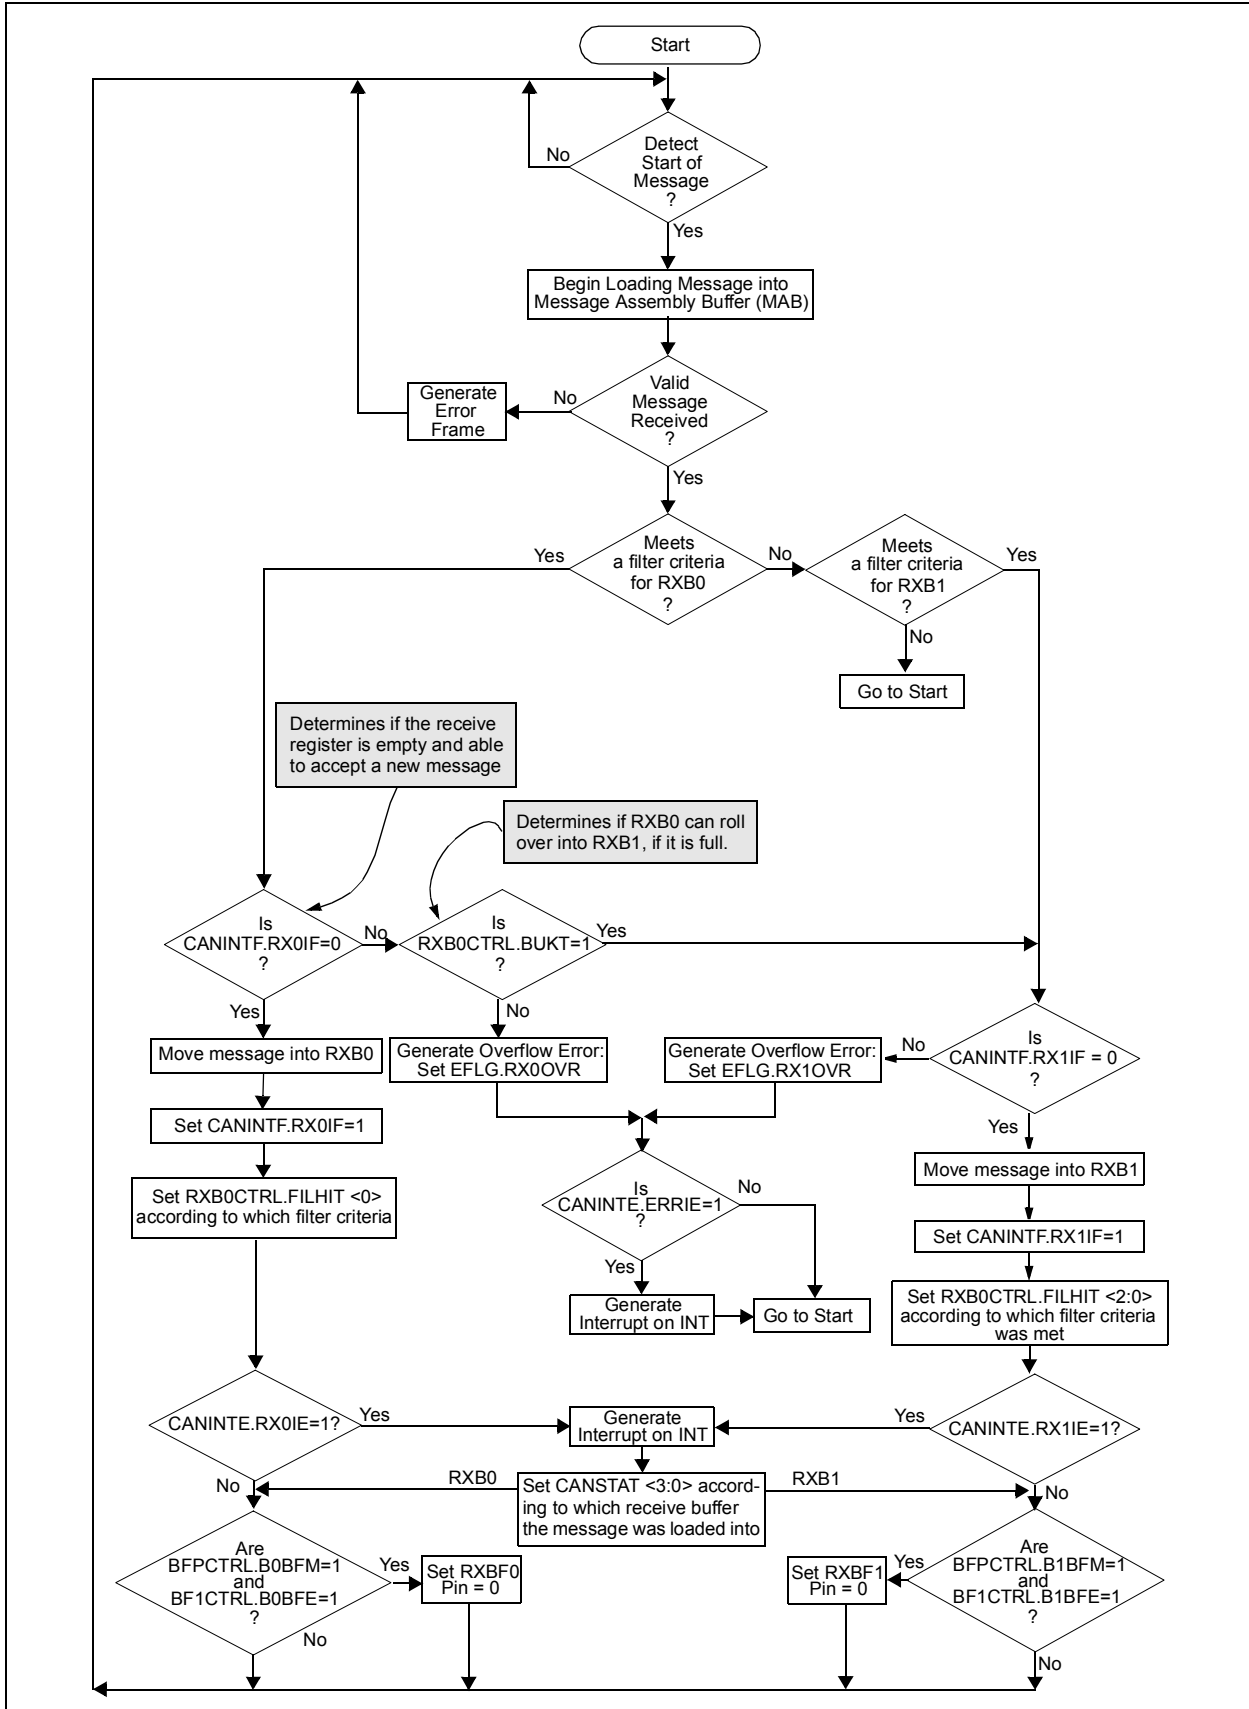 Start
Detect
Start of
Message
?
No
Yes
Begin Loading Message into
Message Assembly Buffer (MAB)
Valid
Message
Received
?
No
Generate
Error
Frame
Yes
Meets
a filter criteria
for RXB0
?
Yes
No
Meets
a filter criteria
for RXB1
?
Yes
No
Go to Start
Determines if the receive
register is empty and able
to accept a new message
Determines if RXB0 can roll
over into RXB1, if it is full.
Is
CANINTF.RX0IF=0
?
No
Is
RXB0CTRL.BUKT=1
?
Yes
Yes
No
Move message into RXB0
Generate Overflow Error:
Set EFLG.RX0OVR
Generate Overflow Error:
Set EFLG.RX1OVR
No
Is
CANINTF.RX1IF = 0
?
Set CANINTF.RX0IF=1
Yes
Set RXB0CTRL.FILHIT <0>
according to which filter criteria
Is
CANINTE.ERRIE=1
?
No
Move message into RXB1
Yes
Set CANINTF.RX1IF=1
Generate
Interrupt on INT
Go to Start
Set RXB0CTRL.FILHIT <2:0>
according to which filter criteria
was met
CANINTE.RX0IE=1?
Yes
Generate
Interrupt on INT
Yes
CANINTE.RX1IE=1?
No
RXB0
Set CANSTAT <3:0> accord-
ing to which receive buffer
the message was loaded into
RXB1
No
Are
BFPCTRL.B0BFM=1
and
BF1CTRL.B0BFE=1
?
Yes
Set RXBF0
Pin = 0
No
Set RXBF1
Pin = 0
Yes
Are
BFPCTRL.B1BFM=1
and
BF1CTRL.B1BFE=1
?
No